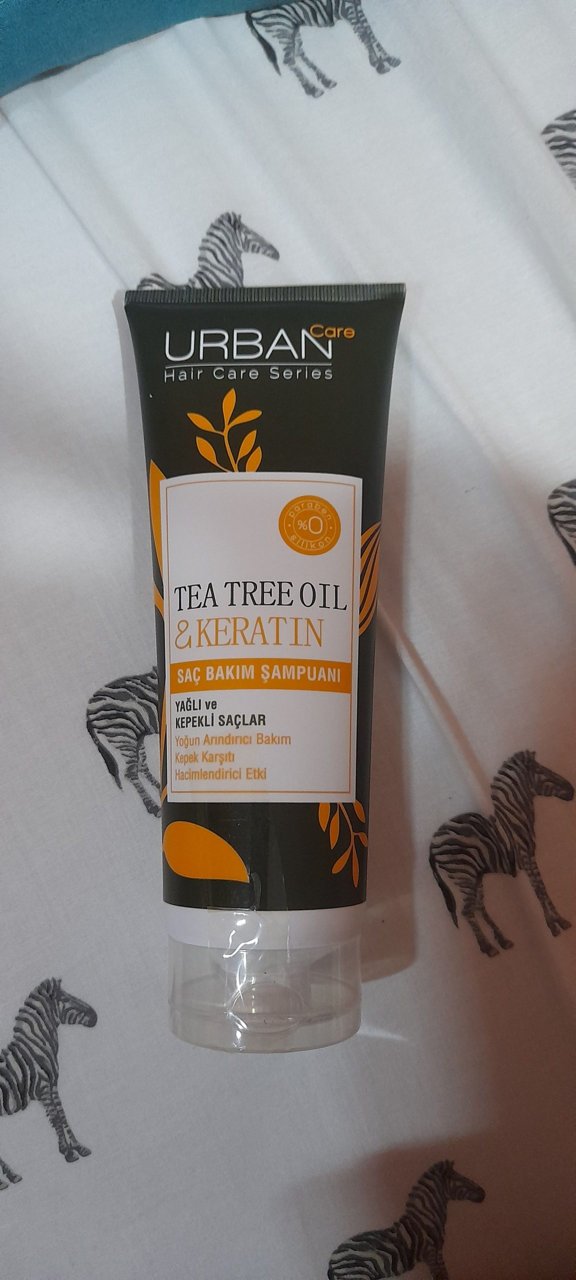 URBAN Care
Hair Care Series
paraben
%0
silikon
TEA TREE OIL
& KERATIN
SAÇ BAKIM ŞAMPUANI
YAĞLI ve
KEPEKLİ SAÇLAR
Yoğun Arındırıcı Bakım
Kepek Karşıtı
Hacimlendirici Etki